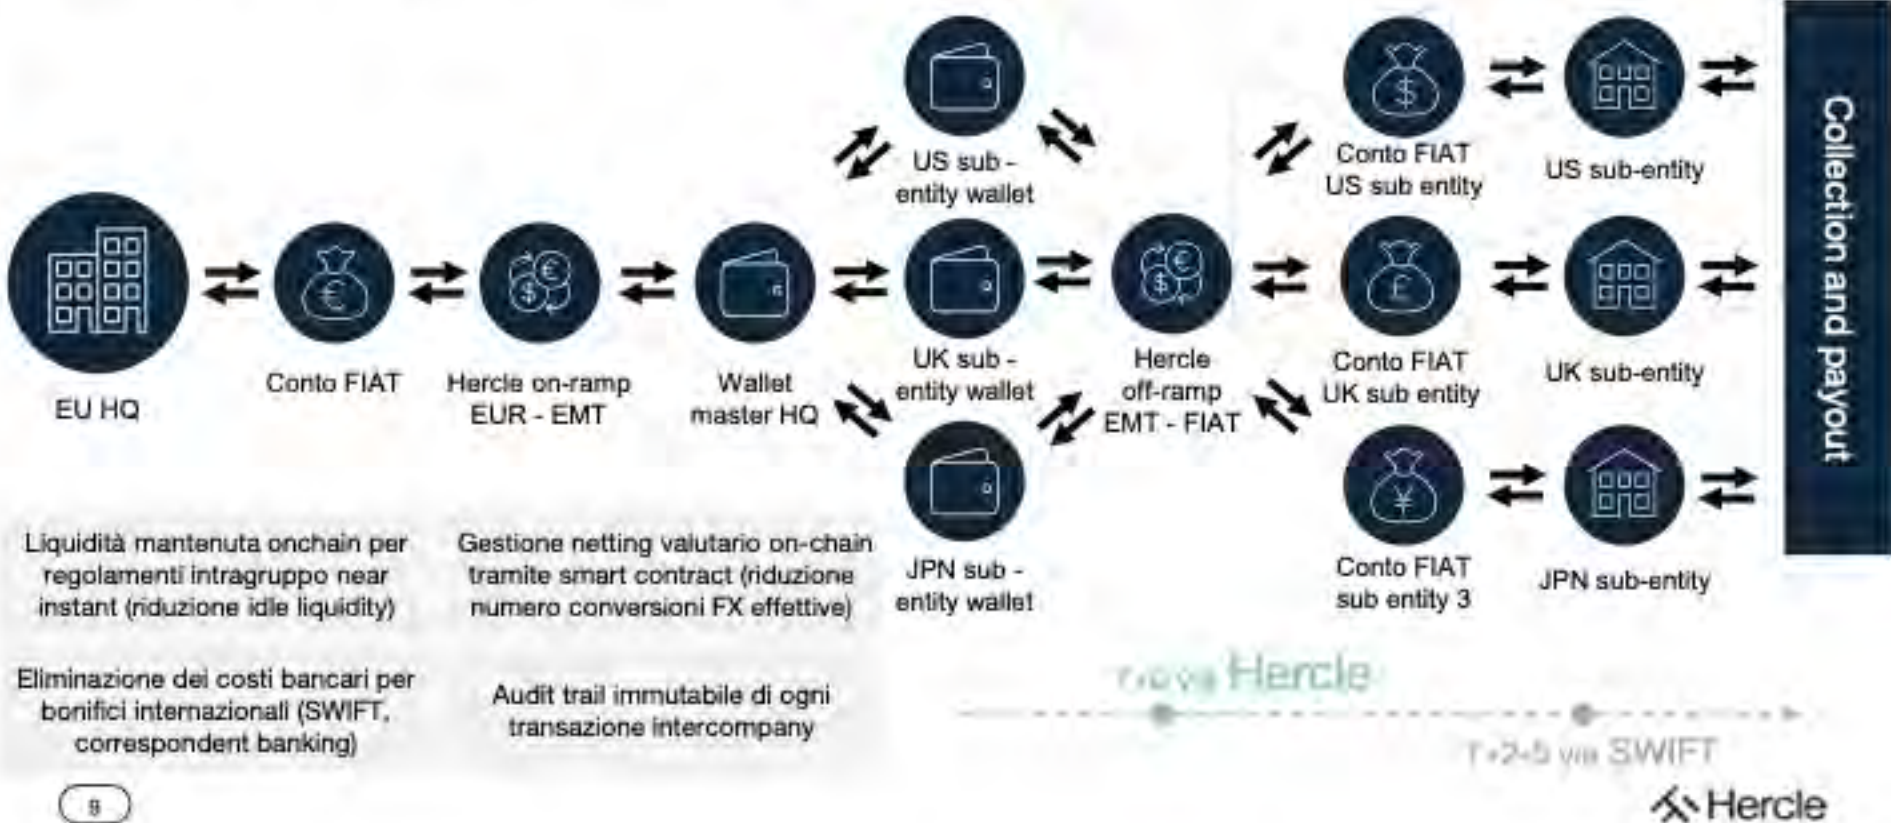 US sub -
entity wallet
Conto FIAT
US sub entity
US sub-entity
Collection and payout
EU HQ
Conto FIAT
Hercle on-ramp
EUR - EMT
Wallet
master HQ
UK sub -
entity wallet
Hercle
off-ramp
EMT - FIAT
Conto FIAT
UK sub entity
UK sub-entity
JPN sub -
entity wallet
Conto FIAT
sub entity 3
JPN sub-entity
Liquidità mantenuta onchain per
regolamenti intragruppo near
instant (riduzione idle liquidity)
Gestione netting valutario on-chain
tramite smart contract (riduzione
numero conversioni FX effettive)
Eliminazione dei costi bancari per
bonifici internazionali (SWIFT,
correspondent banking)
Audit trail immutabile di ogni
transazione intercompany
via Hercle
T+2-5 via SWIFT
9
Hercle